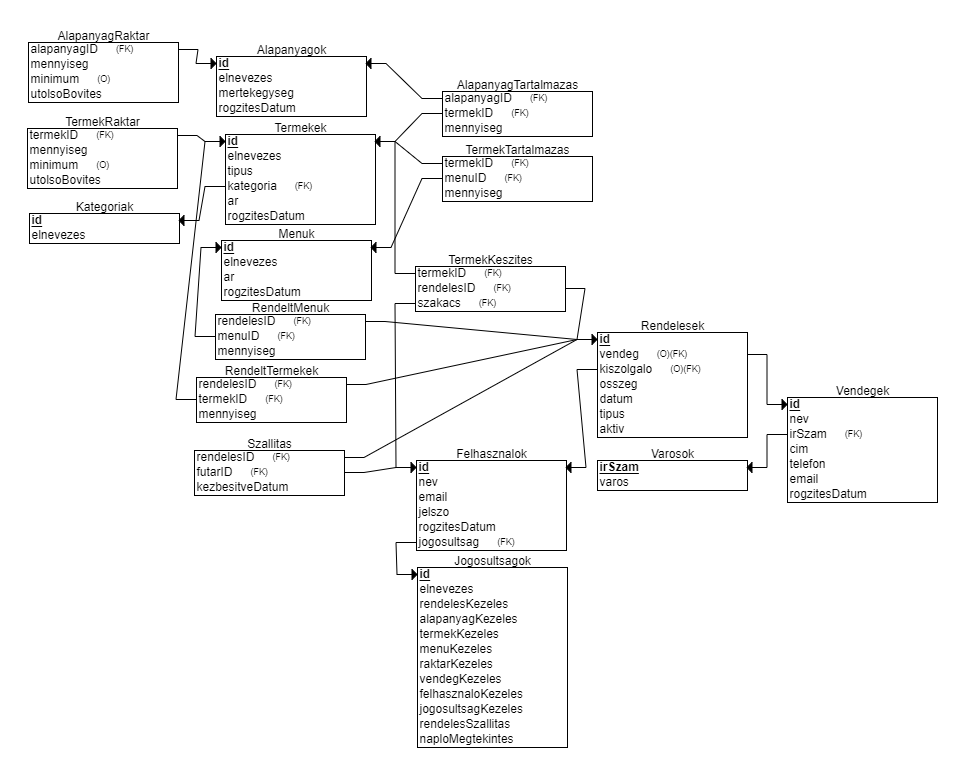 AlapanyagRaktar
alapanyagID (FK)
mennyiseg
minimum (O)
utolsoBovites
Alapanyagok
id
elnevezes
mertekegyseg
rogzitesDatum
AlapanyagTartalmazas
alapanyagID (FK)
termekID (FK)
mennyiseg
TermekRaktar
termekID (FK)
mennyiseg
minimum (O)
utolsoBovites
Termekek
id
elnevezes
tipus
kategoria (FK)
ar
rogzitesDatum
TermekTartalmazas
termekID (FK)
menuID (FK)
mennyiseg
Kategoriak
id
elnevezes
Menuk
id
elnevezes
ar
rogzitesDatum
TermekKeszites
termekID (FK)
rendelesID (FK)
szakacs (FK)
RendeltMenuk
rendelesID (FK)
menuID (FK)
mennyiseg
Rendelesek
id
vendeg (O)(FK)
kiszolgalo (O)(FK)
osszeg
datum
tipus
aktiv
RendeltTermekek
rendelesID (FK)
termekID (FK)
mennyiseg
Vendegek
id
nev
irSzam (FK)
cim
telefon
email
rogzitesDatum
Szallitas
rendelesID (FK)
futarID (FK)
kezbesitveDatum
Felhasznalok
id
nev
email
jelszo
rogzitesDatum
jogosultsag (FK)
Varosok
irSzam
varos
Jogosultsagok
id
elnevezes
rendelesKezeles
alapanyagKezeles
termekKezeles
menuKezeles
raktarKezeles
vendegKezeles
felhasznaloKezeles
jogosultsagKezeles
rendelesSzallitas
naploMegtekintes